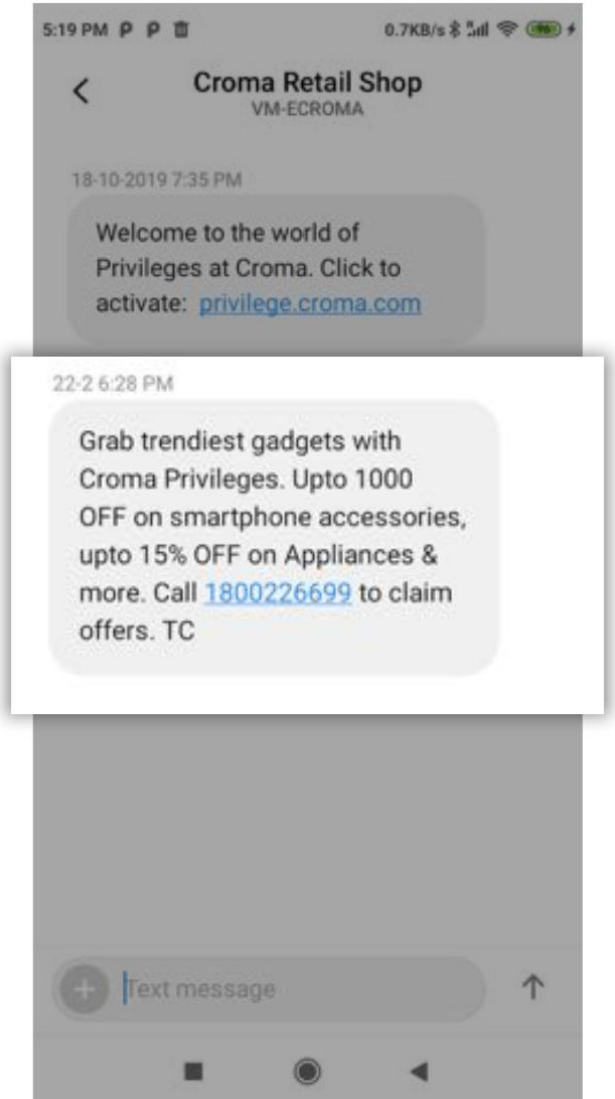 5:19 PM P P 0.7KB/s
Croma Retail Shop
VM-ECROMA
18-10-2019 7:35 PM
Welcome to the world of
Privileges at Croma. Click to
activate: privilege.croma.com
22-2 6:28 PM
Grab trendiest gadgets with
Croma Privileges. Upto 1000
OFF on smartphone accessories,
upto 15% OFF on Appliances &
more. Call 1800226699 to claim
offers. TC
Text message